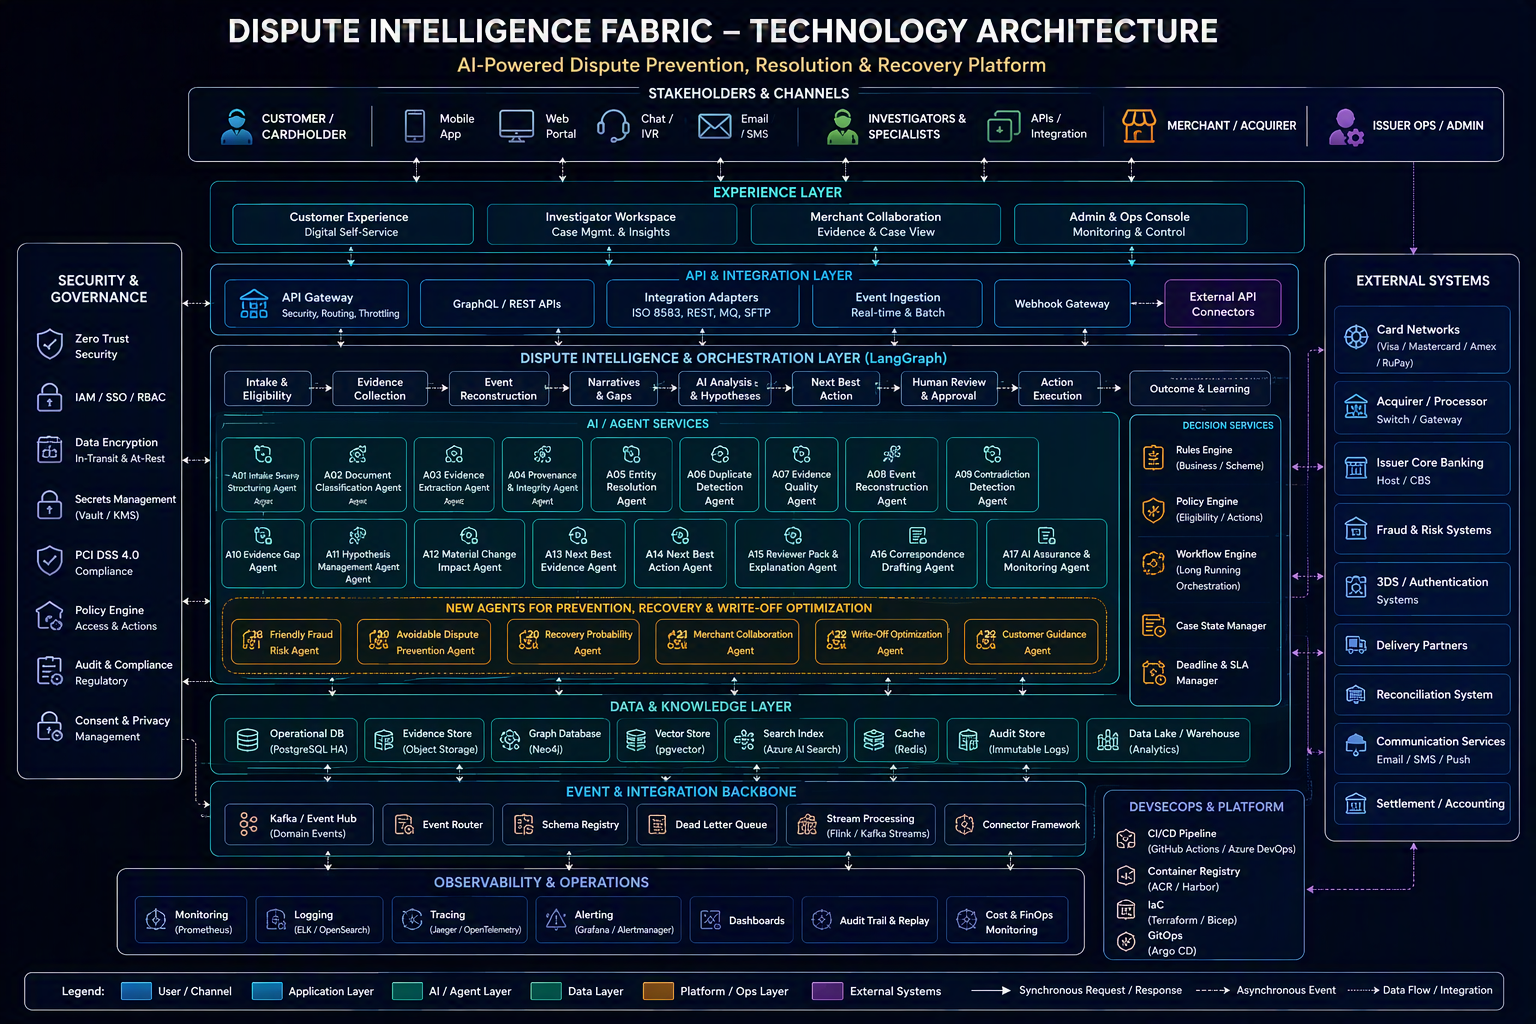 DISPUTE INTELLIGENCE FABRIC – TECHNOLOGY ARCHITECTURE
AI-Powered Dispute Prevention, Resolution & Recovery Platform
STAKEHOLDERS & CHANNELS
CUSTOMER /
CARDHOLDER
Mobile
App
Web
Portal
Chat /
IVR
Email
/ SMS
INVESTIGATORS &
SPECIALISTS
APIs /
Integration
MERCHANT / ACQUIRER
ISSUER OPS / ADMIN
EXPERIENCE LAYER
Customer Experience
Digital Self-Service
Investigator Workspace
Case Mgmt. & Insights
Merchant Collaboration
Evidence & Case View
Admin & Ops Console
Monitoring & Control
API & INTEGRATION LAYER
API Gateway
Security, Routing, Throttling
GraphQL / REST APIs
Integration Adapters
ISO 8583, REST, MQ, SFTP
Event Ingestion
Real-time & Batch
Webhook Gateway
External API
Connectors
SECURITY &
GOVERNANCE
Zero Trust
Security
IAM / SSO / RBAC
Data Encryption
In-Transit & At-Rest
Secrets Management
(Vault / KMS)
PCI DSS 4.0
Compliance
Policy Engine
Access & Actions
Audit & Compliance
Regulatory
Consent & Privacy
Management
DISPUTE INTELLIGENCE & ORCHESTRATION LAYER (LangGraph)
Intake &
Eligibility
Evidence
Collection
Event
Reconstruction
Narratives
& Gaps
AI Analysis
& Hypotheses
Next Best
Action
Human Review
& Approval
Action
Execution
Outcome & Learning
AI / AGENT SERVICES
A01 Intake
Structuring Agent
Agent
A02 Document
Classification Agent
Agent
A03 Evidence
Extraction Agent
Agent
A04 Provenance
& Integrity Agent
Agent
A05 Entity
Resolution
Agent
A06 Duplicate
Detection
Agent
A07 Evidence
Quality
Agent
A08 Event
Reconstruction
Agent
A09 Contradiction
Detection
Agent
A10 Evidence Gap
Agent
A11 Hypothesis
Management Agent
Agent
A12 Material Change
Impact Agent
A13 Next Best
Evidence Agent
A14 Next Best
Action Agent
A15 Reviewer Pack &
Explanation Agent
A16 Correspondence
Drafting Agent
A17 AI Assurance &
Monitoring Agent
NEW AGENTS FOR PREVENTION, RECOVERY & WRITE-OFF OPTIMIZATION
Friendly Fraud
Risk Agent
Avoidable Dispute
Prevention Agent
Recovery Probability
Agent
Merchant Collaboration
Agent
Write-Off Optimization
Agent
Customer Guidance
Agent
DECISION SERVICES
Rules Engine
(Business / Scheme)
Policy Engine
(Eligibility / Actions)
Workflow Engine
(Long Running
Orchestration)
Case State Manager
Deadline & SLA
Manager
EXTERNAL SYSTEMS
Card Networks
(Visa / Mastercard / Amex
/ RuPay)
Acquirer / Processor
Switch / Gateway
Issuer Core Banking
Host / CBS
Fraud & Risk Systems
3DS / Authentication
Systems
Delivery Partners
Reconciliation System
Communication Services
Email / SMS / Push
Settlement / Accounting
DATA & KNOWLEDGE LAYER
Operational DB
(PostgreSQL HA)
Evidence Store
(Object Storage)
Graph Database
(Neo4j)
Vector Store
(pgvector)
Search Index
(Azure AI Search)
Cache
(Redis)
Audit Store
(Immutable Logs)
Data Lake / Warehouse
(Analytics)
EVENT & INTEGRATION BACKBONE
Kafka / Event Hub
(Domain Events)
Event Router
Schema Registry
Dead Letter Queue
Stream Processing
(Flink / Kafka Streams)
Connector Framework
DEVSECOPS & PLATFORM
CI/CD Pipeline
(GitHub Actions / Azure DevOps)
Container Registry
(ACR / Harbor)
IaC
(Terraform / Bicep)
GitOps
(Argo CD)
OBSERVABILITY & OPERATIONS
Monitoring
(Prometheus)
Logging
(ELK / OpenSearch)
Tracing
(Jaeger / OpenTelemetry)
Alerting
(Grafana / Alertmanager)
Dashboards
Audit Trail & Replay
Cost & FinOps
Monitoring
Legend:
User / Channel
Application Layer
AI / Agent Layer
Data Layer
Platform / Ops Layer
External Systems
Synchronous Request / Response
Asynchronous Event
Data Flow / Integration